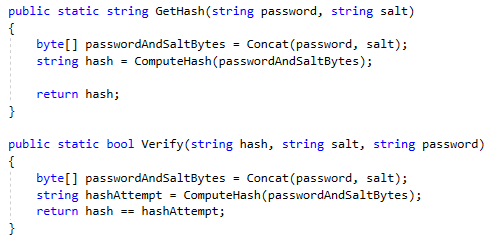 public static string GetHash(string password, string salt)
{
    byte[] passwordAndSaltBytes = Concat(password, salt);
    string hash = ComputeHash(passwordAndSaltBytes);

    return hash;
}

public static bool Verify(string hash, string salt, string password)
{
    byte[] passwordAndSaltBytes = Concat(password, salt);
    string hashAttempt = ComputeHash(passwordAndSaltBytes);
    return hash == hashAttempt;
}